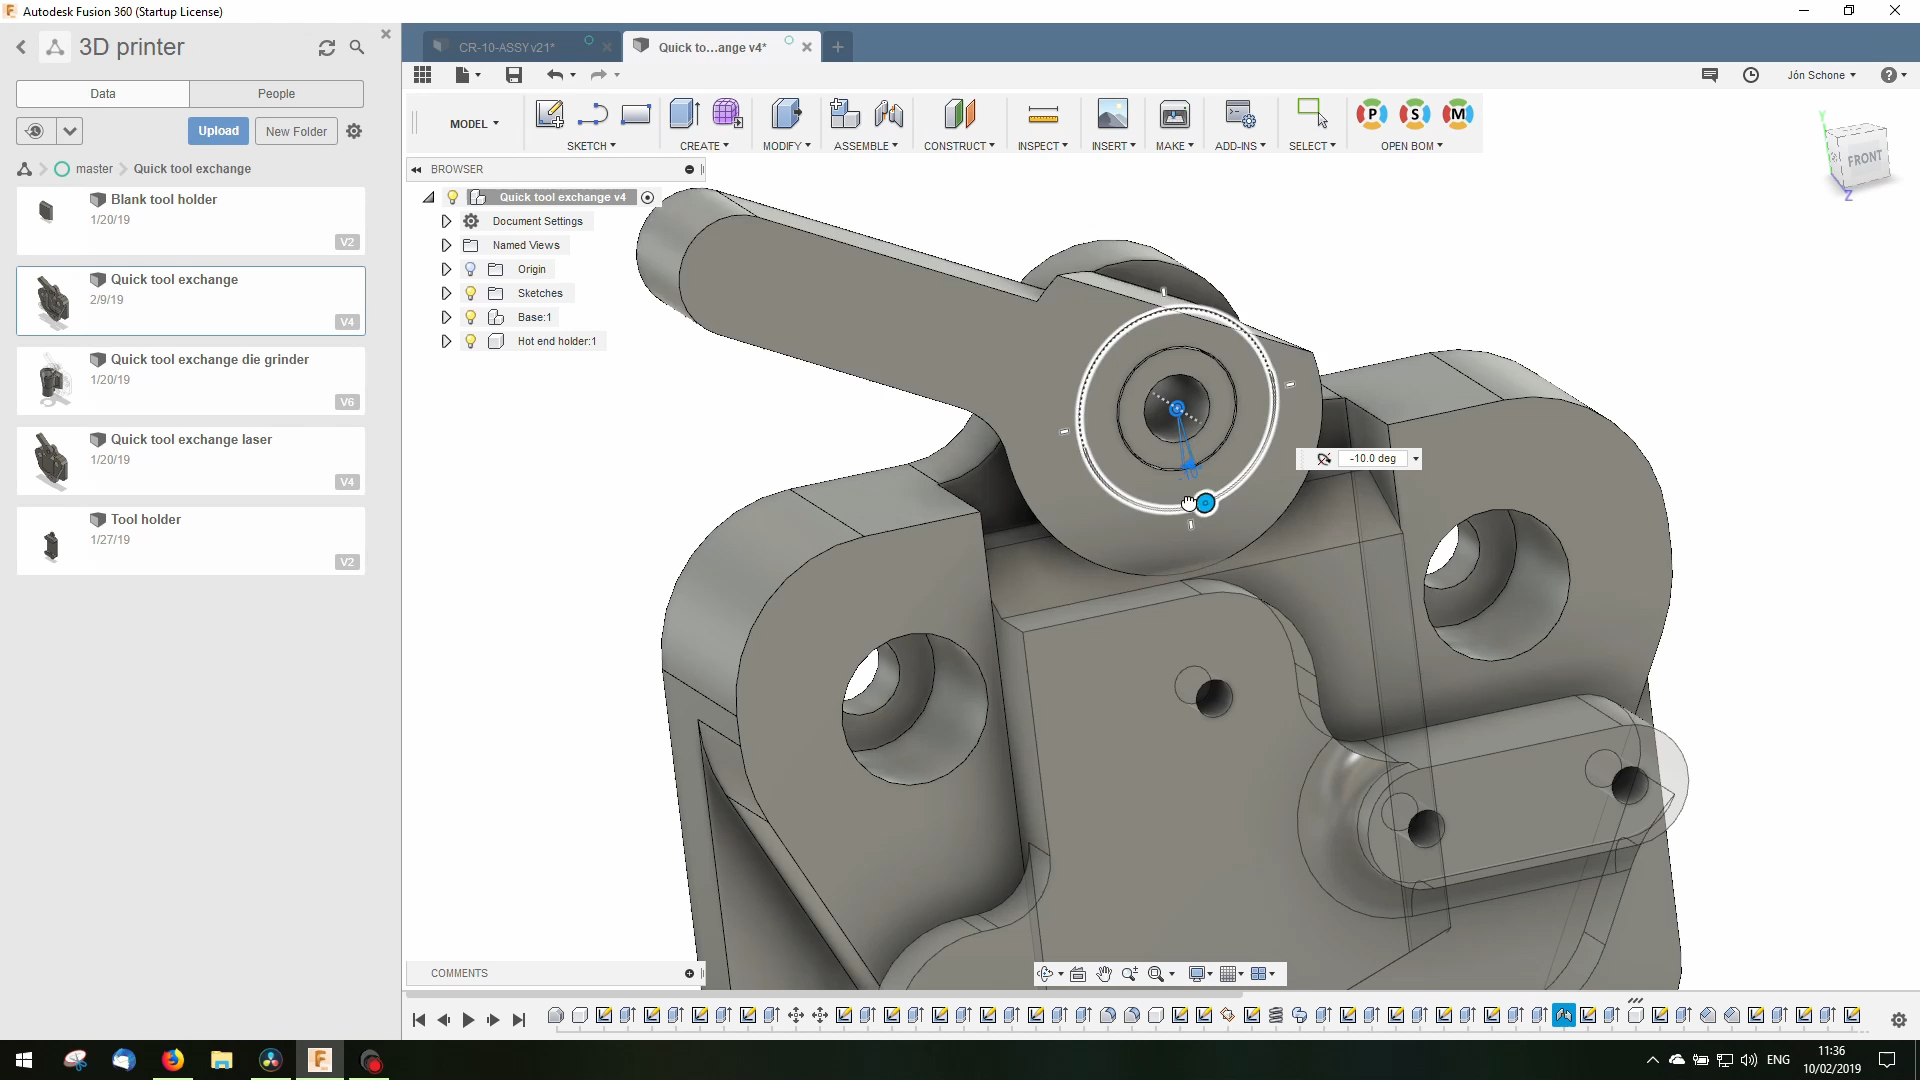 Autodesk Fusion 360 (Startup License)
3D printer
CR-10-ASSYv21*
Quick to...ange v4*
Jón Schone
Data
People
Upload
New Folder
master
Quick tool exchange
MODEL
SKETCH
CREATE
MODIFY
ASSEMBLE
CONSTRUCT
INSPECT
INSERT
MAKE
ADD-INS
SELECT
OPEN BOM
P
S
M
BROWSER
Quick tool exchange v4
Document Settings
Named Views
Origin
Sketches
Base:1
Hot end holder:1
Blank tool holder
1/20/19
V2
Quick tool exchange
2/9/19
V4
Quick tool exchange die grinder
1/20/19
V6
Quick tool exchange laser
1/20/19
V4
Tool holder
1/27/19
V2
Y
FRONT
Z
-10.0 deg
COMMENTS
ENG
11:36
10/02/2019